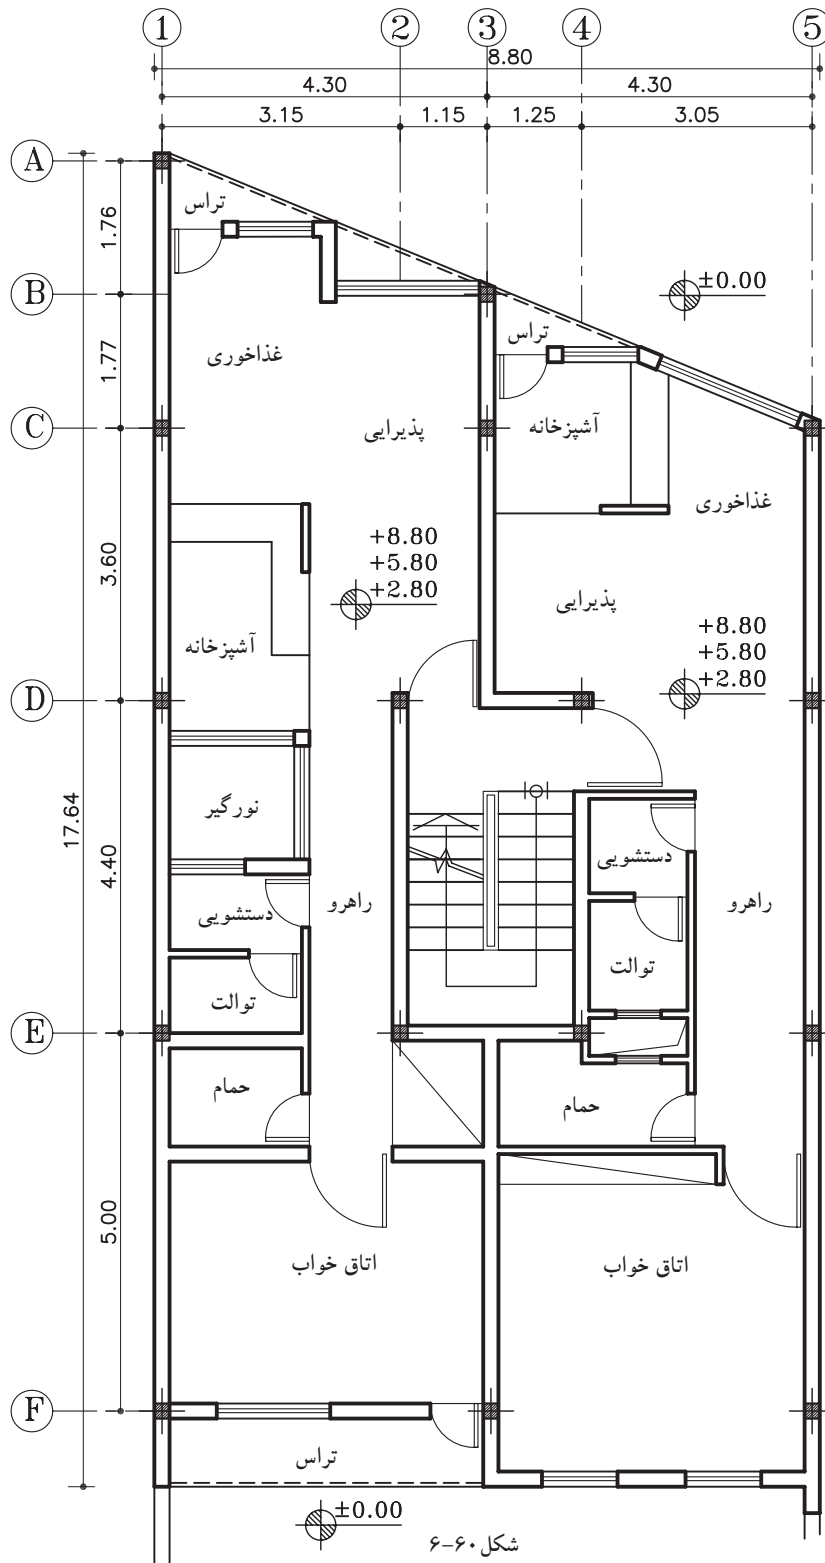 1 2 3 4 5
8.80
4.30 4.30
3.15 1.15 1.25 3.05
A
1.76
تراس
B
±0.00
1.77
غذاخوری
تراس
C
پذیرایی
آشپزخانه
غذاخوری
+8.80
+5.80
+2.80
3.60
پذیرایی
آشپزخانه
+8.80
+5.80
+2.80
D
17.64
نورگیر
4.40
دستشویی
دستشویی
راهرو
راهرو
توالت
توالت
E
حمام
حمام
5.00
اتاق خواب
اتاق خواب
F
تراس
±0.00
شکل ۶۰-۶